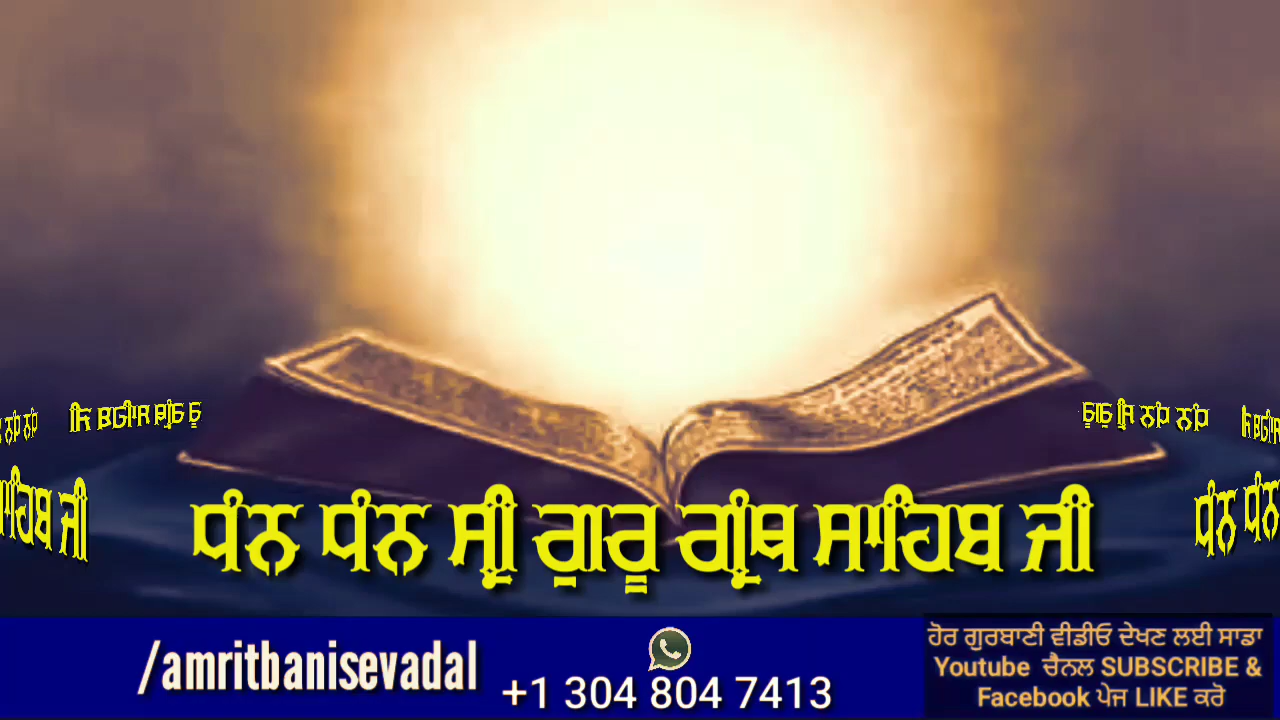 ਧੰਨ ਧੰਨ ਸ੍ਰੀ ਗੁਰੂ ਗ੍ਰੰਥ ਸਾਹਿਬ ਜੀ
ਸਾਹਿਬ ਜੀ
ਧੰਨ ਧੰਨ
/amritbanisevadal
+1 304 804 7413
ਹੋਰ ਗੁਰਬਾਣੀ ਵੀਡੀਓ ਦੇਖਣ ਲਈ ਸਾਡਾ
Youtube ਚੈਨਲ SUBSCRIBE &
Facebook ਪੇਜ LIKE ਕਰੋ